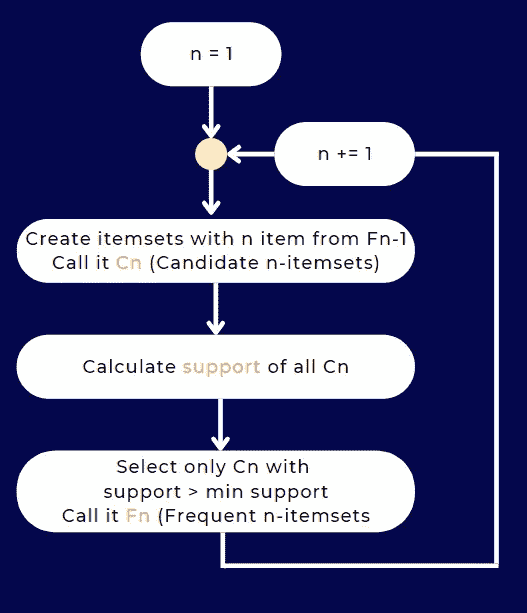 n = 1
n += 1
Create itemsets with n item from Fn-1
Call it Cn (Candidate n-itemsets)
Calculate support of all Cn
Select only Cn with
support > min support
Call it Fn (Frequent n-itemsets